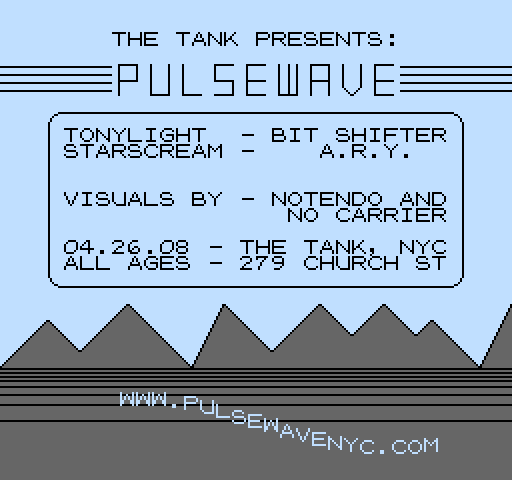 THE TANK PRESENTS:
PULSEWAVE
TONYLIGHT - BIT SHIFTER
STARSCREAM - A.R.Y.
VISUALS BY - NOTENDO AND
NO CARRIER
04.26.08 - THE TANK, NYC
ALL AGES - 279 CHURCH ST
WWW.PULSEWAVENYC.COM